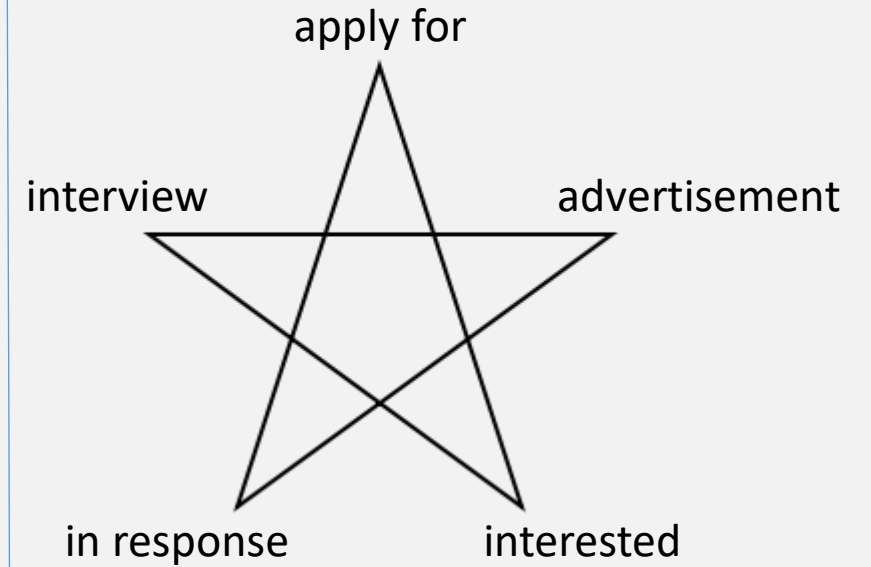 apply for
interview
advertisement
in response
interested